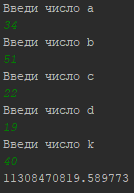 Введи число a
34
Введи число b
51
Введи число c
22
Введи число d
19
Введи число k
40
11308470819.589773